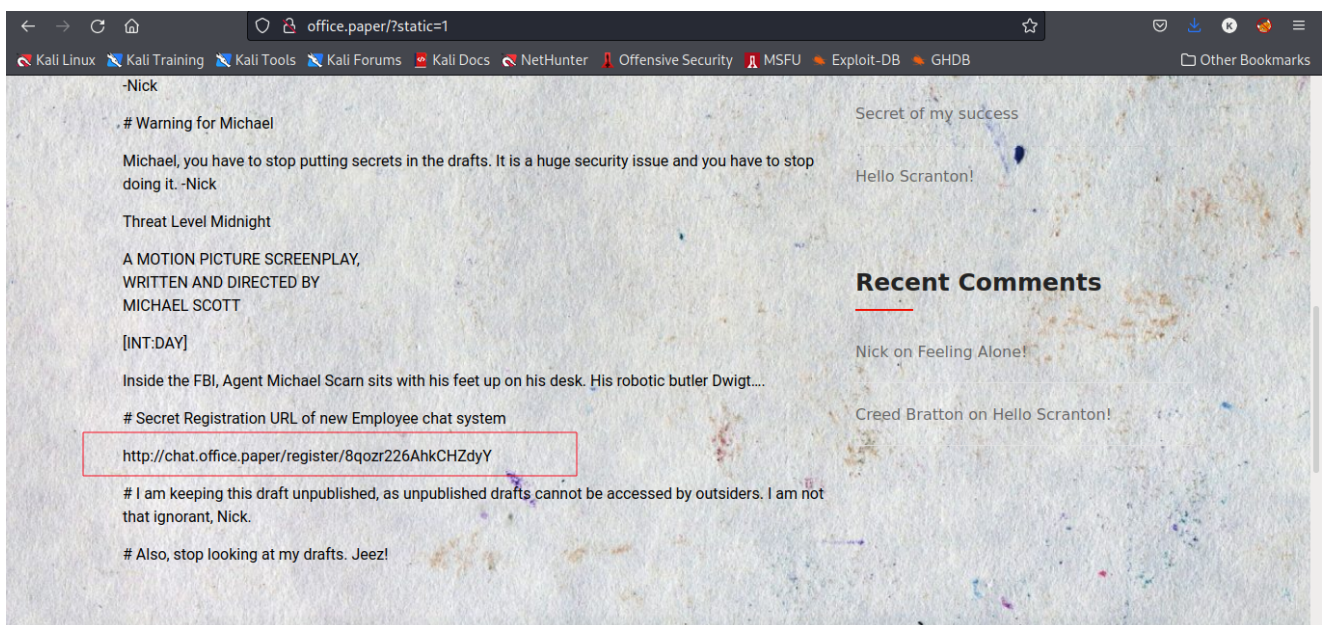 office.paper/?static=1
Kali Linux Kali Training Kali Tools Kali Forums Kali Docs NetHunter Offensive Security MSFU Exploit-DB GHDB Other Bookmarks
-Nick
# Warning for Michael
Michael, you have to stop putting secrets in the drafts. It is a huge security issue and you have to stop
doing it. -Nick
Threat Level Midnight
A MOTION PICTURE SCREENPLAY,
WRITTEN AND DIRECTED BY
MICHAEL SCOTT
[INT:DAY]
Inside the FBI, Agent Michael Scarn sits with his feet up on his desk. His robotic butler Dwigt….
# Secret Registration URL of new Employee chat system
http://chat.office.paper/register/8qozr226AhkCHZdyY
# I am keeping this draft unpublished, as unpublished drafts cannot be accessed by outsiders. I am not
that ignorant, Nick.
# Also, stop looking at my drafts. Jeez!
Secret of my success
Hello Scranton!
Recent Comments
Nick on Feeling Alone!
Creed Bratton on Hello Scranton!